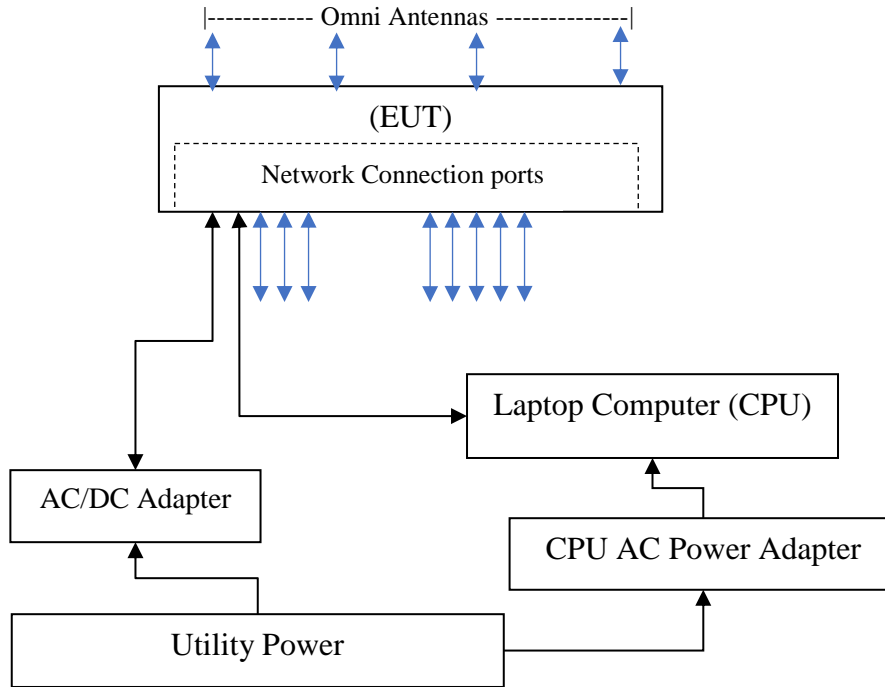 |--------- Omni Antennas -------------|
(EUT)
Network Connection ports
Laptop Computer (CPU)
AC/DC Adapter
CPU AC Power Adapter
Utility Power